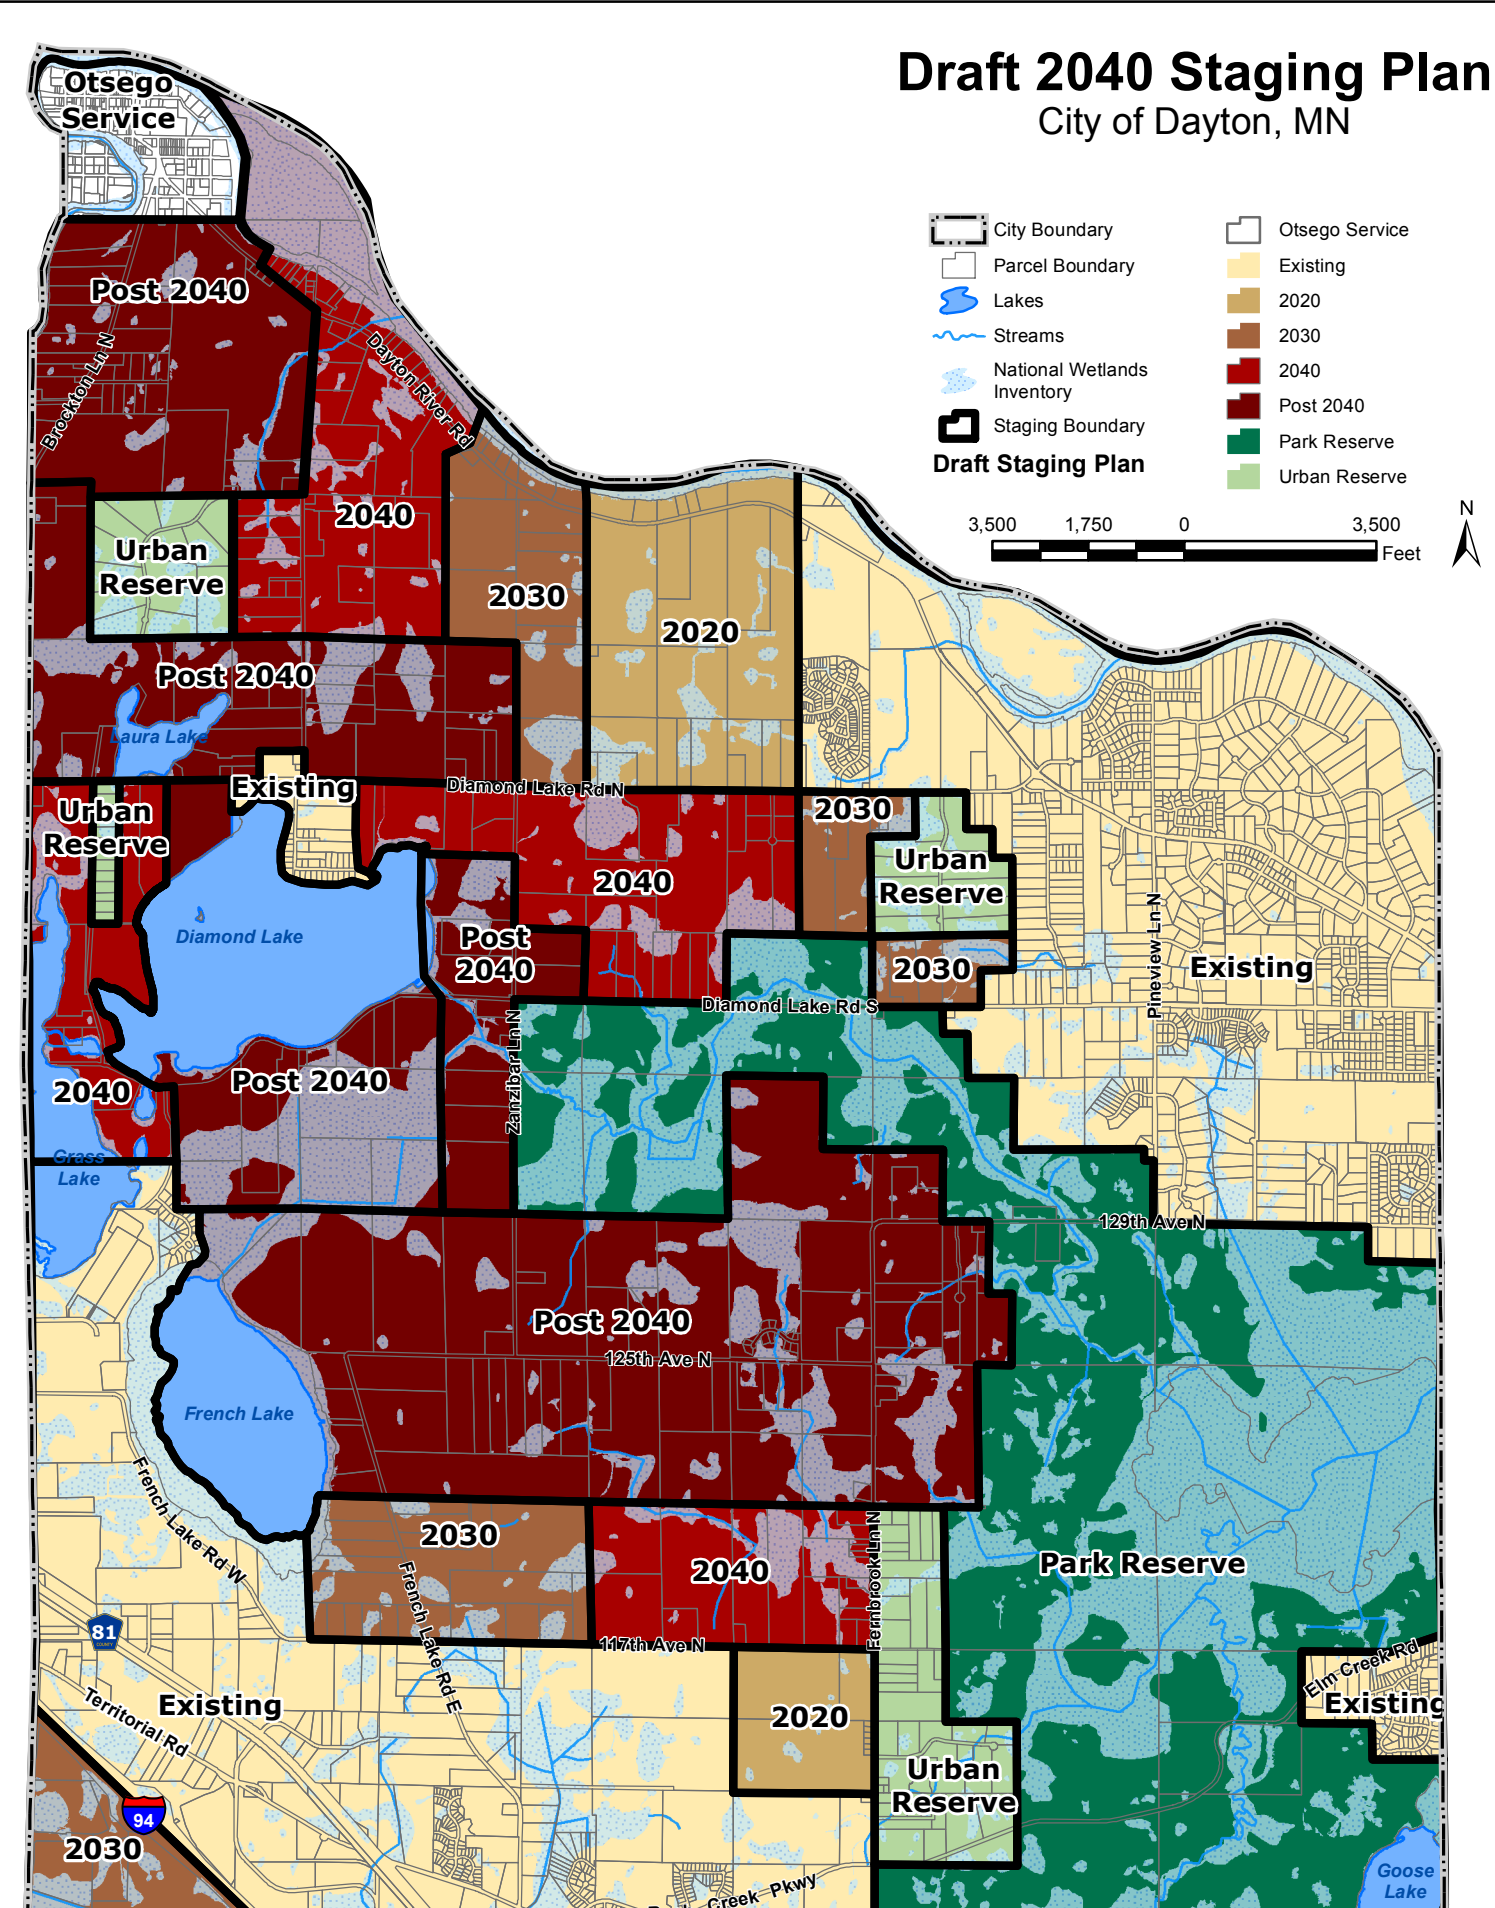 Draft 2040 Staging Plan
City of Dayton, MN
City Boundary
Parcel Boundary
Lakes
Streams
National Wetlands
Inventory
Staging Boundary
Draft Staging Plan
Otsego Service
Existing
2020
2030
2040
Post 2040
Park Reserve
Urban Reserve
3,500
1,750
0
3,500
Feet
N
Otsego
Service
Post 2040
Brockton Ln N
Dayton River Rd
2040
Urban
Reserve
2030
2020
Post 2040
Laura Lake
Existing
Diamond Lake Rd N
Urban
Reserve
2030
Urban
Reserve
2040
Diamond Lake
Post
2040
2030
Pineview Ln N
Existing
Diamond Lake Rd S
Zanzibar Ln N
Post 2040
2040
Grass
Lake
129th Ave N
Post 2040
125th Ave N
French Lake
French Lake Rd W
2030
French Lake Rd E
2040
Fernbrook Ln N
Park Reserve
81
COUNTY
117th Ave N
Elm Creek Rd
Existing
Existing
Territorial Rd
2020
Urban
Reserve
94
2030
Creek Pkwy
Goose
Lake